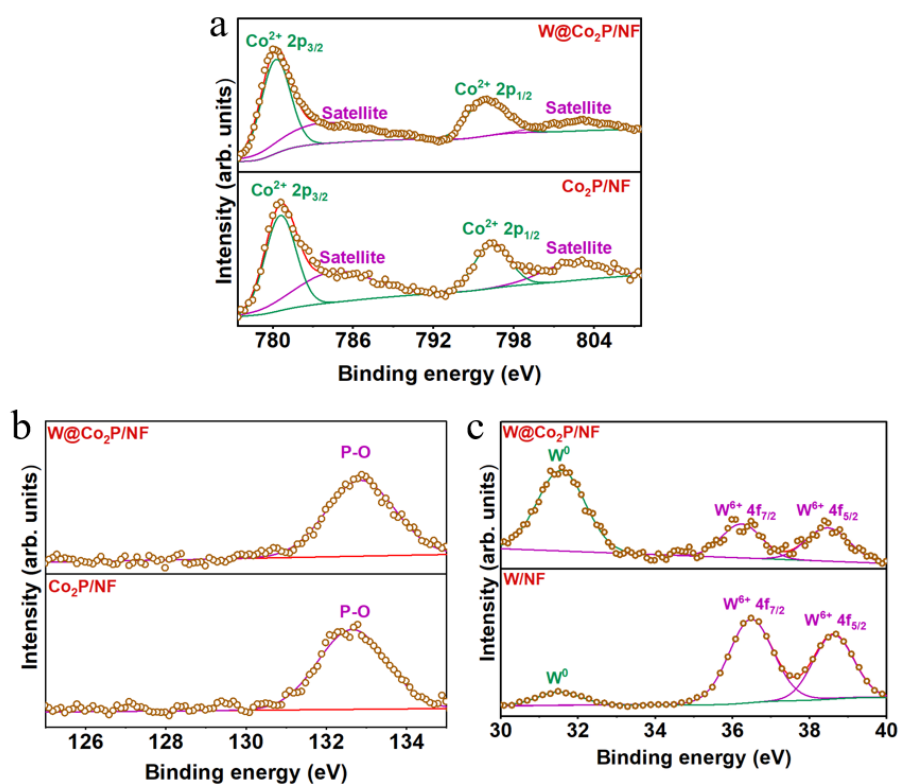 a
W@Co₂P/NF
Co²⁺ 2p₃/₂
Satellite
Co²⁺ 2p₁/₂
Satellite
Co₂P/NF
Co²⁺ 2p₃/₂
Satellite
Co²⁺ 2p₁/₂
Satellite
Intensity (arb. units)
780 786 792 798 804
Binding energy (eV)
b
W@Co₂P/NF
P-O
Co₂P/NF
P-O
Intensity (arb. units)
126 128 130 132 134
Binding energy (eV)
c
W@Co₂P/NF
W⁰
W⁶⁺ 4f₇/₂
W⁶⁺ 4f₅/₂
W/NF
W⁰
W⁶⁺ 4f₇/₂
W⁶⁺ 4f₅/₂
Intensity (arb. units)
30 32 34 36 38 40
Binding energy (eV)